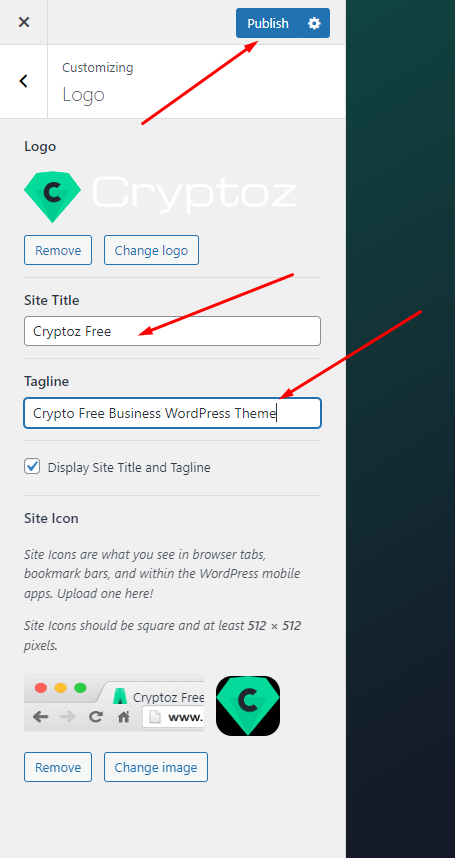 Publish
Customizing
Logo
Logo
C Cryptoz
Remove
Change logo
Site Title
Cryptoz Free
Tagline
Crypto Free Business WordPress Theme
Display Site Title and Tagline
Site Icon
Site Icons are what you see in browser tabs,
bookmark bars, and within the WordPress mobile
apps. Upload one here!
Site Icons should be square and at least 512 × 512
pixels.
Cryptoz Free
www.
C
Remove
Change image